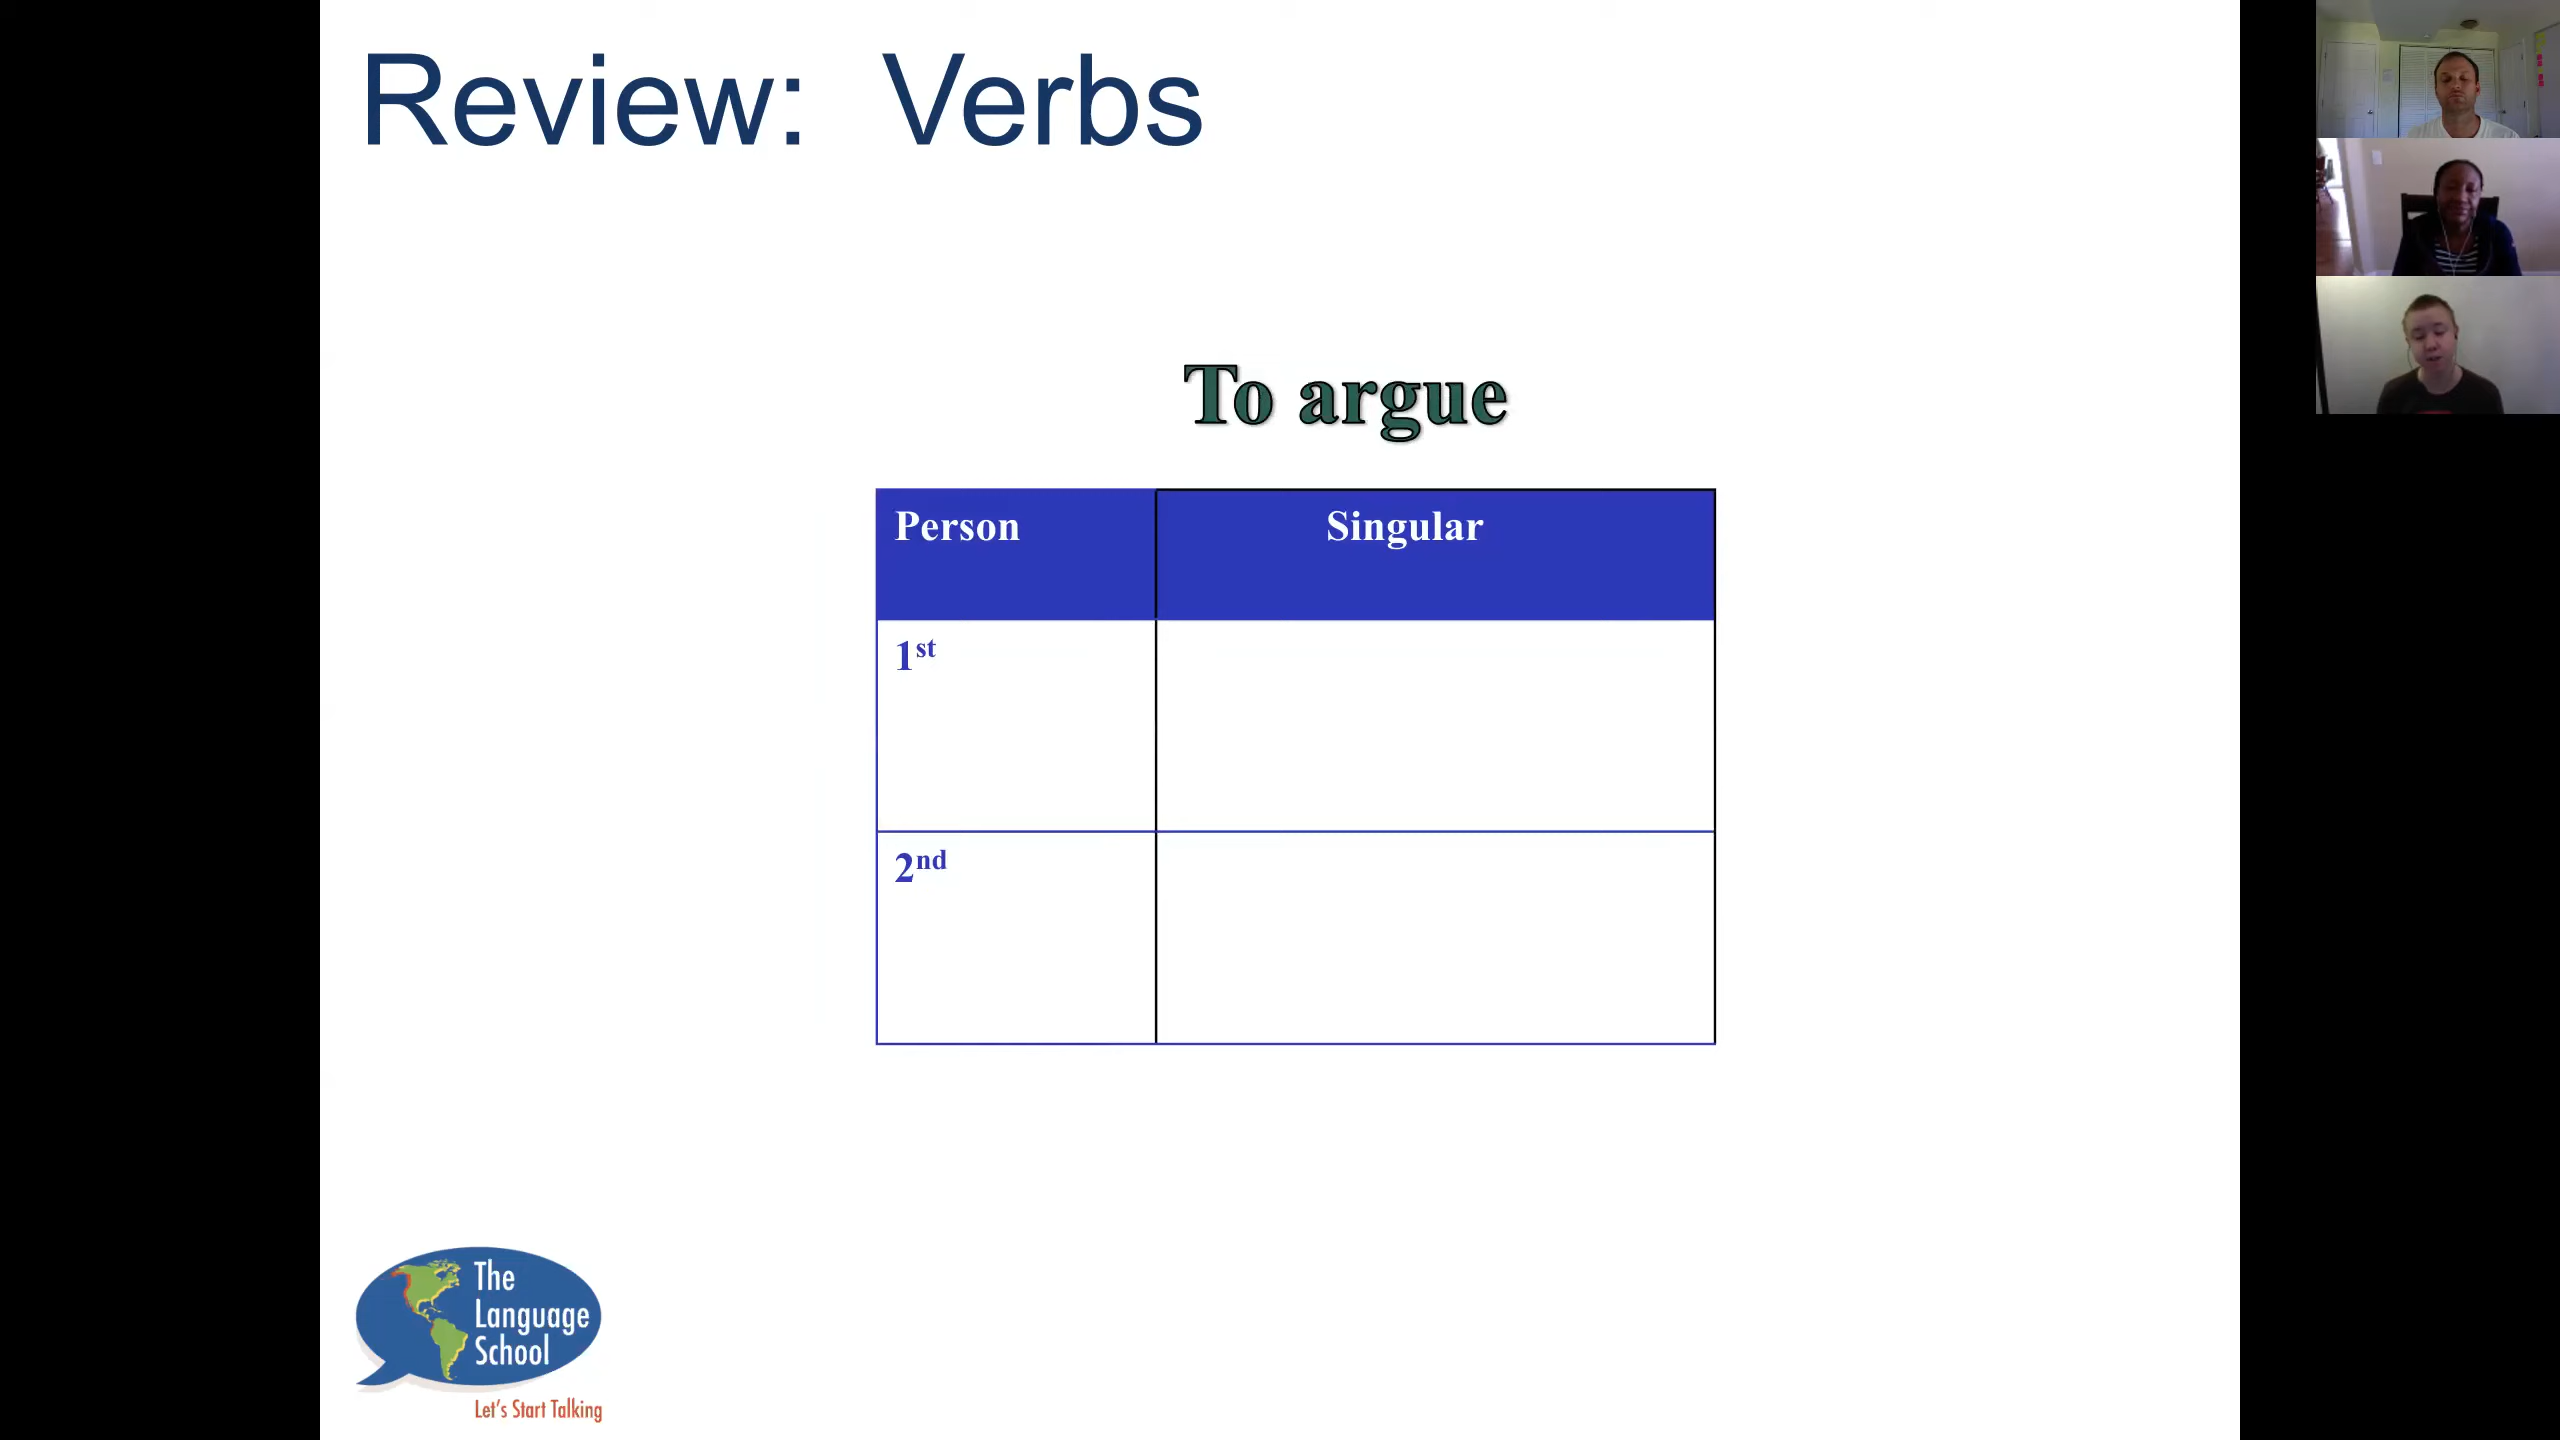 Review: Verbs
To argue
Person Singular
1st
2nd
The
Language
School
Let's Start Talking